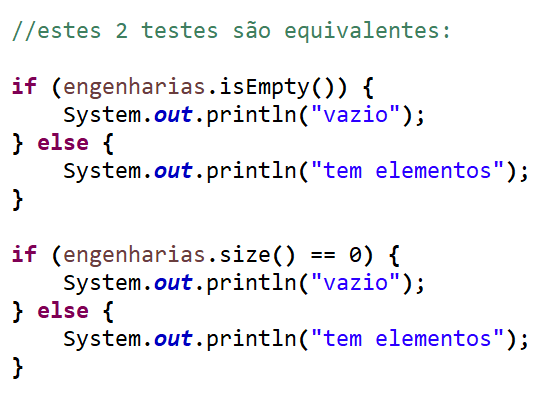 //estes 2 testes são equivalentes:
if (engenharias.isEmpty()) {
    System.out.println("vazio");
} else {
    System.out.println("tem elementos");
}
if (engenharias.size() == 0) {
    System.out.println("vazio");
} else {
    System.out.println("tem elementos");
}